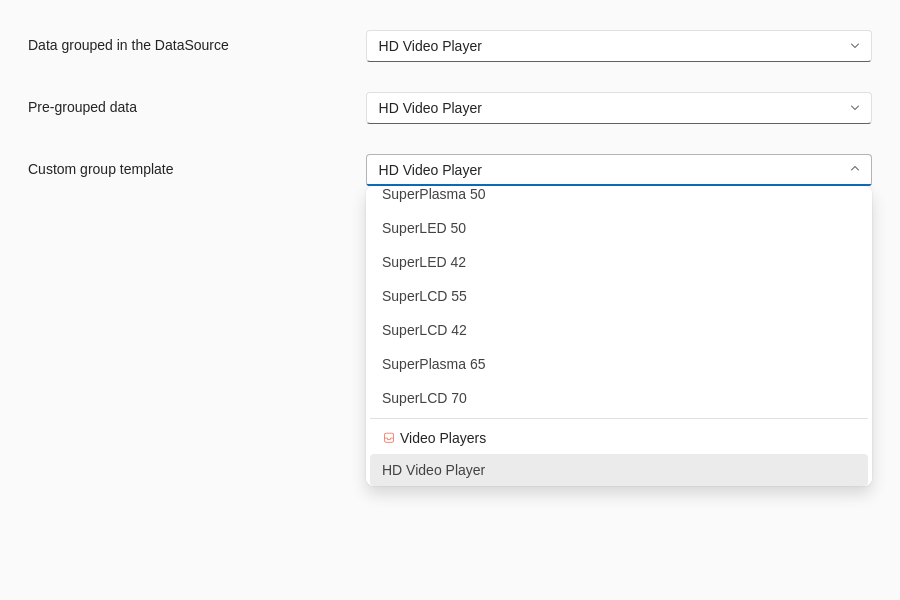 Data grouped in the DataSource
HD Video Player
Pre-grouped data
HD Video Player
Custom group template
HD Video Player
SuperPlasma 50
SuperLED 50
SuperLED 42
SuperLCD 55
SuperLCD 42
SuperPlasma 65
SuperLCD 70
Video Players
HD Video Player